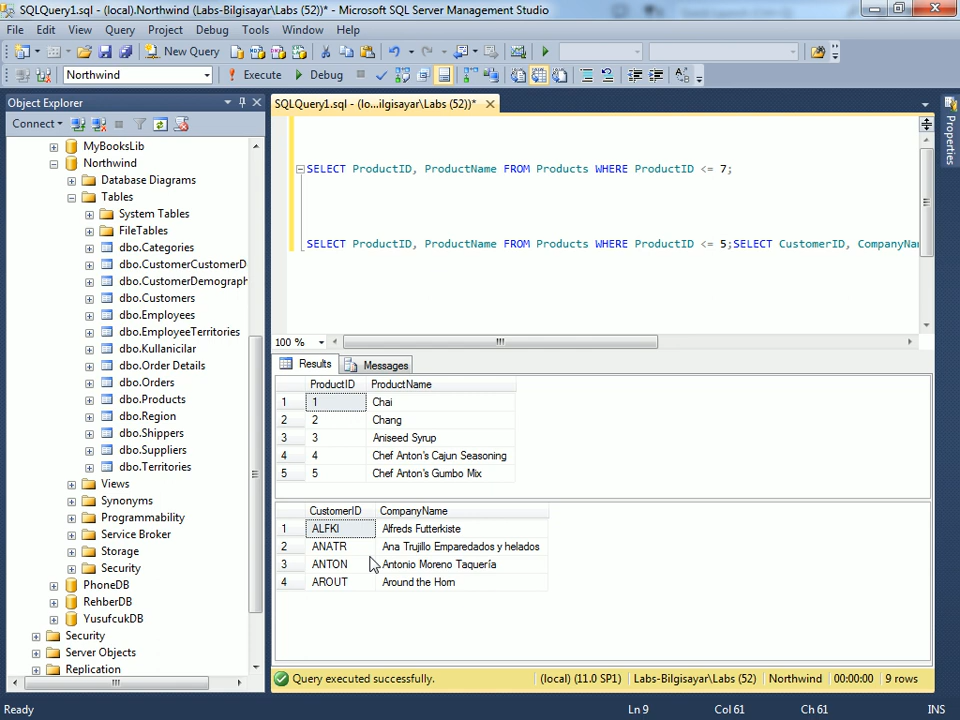 SQLQuery1.sql - (local).Northwind (Labs-Bilgisayar\Labs (52))* - Microsoft SQL Server Management Studio
File Edit View Query Project Debug Tools Window Help
New Query
Northwind Execute Debug
Object Explorer
Connect
MyBooksLib
Northwind
Database Diagrams
Tables
System Tables
FileTables
dbo.Categories
dbo.CustomerCustomerD
dbo.CustomerDemograph
dbo.Customers
dbo.Employees
dbo.EmployeeTerritories
dbo.Kullanicilar
dbo.Order Details
dbo.Orders
dbo.Products
dbo.Region
dbo.Shippers
dbo.Suppliers
dbo.Territories
Views
Synonyms
Programmability
Service Broker
Storage
Security
PhoneDB
RehberDB
YusufcukDB
Security
Server Objects
Replication
SQLQuery1.sql - (lo...ilgisayar\Labs (52))*
SELECT ProductID, ProductName FROM Products WHERE ProductID <= 7;
SELECT ProductID, ProductName FROM Products WHERE ProductID <= 5;SELECT CustomerID, CompanyNam
100 %
Results Messages
ProductID ProductName
1 1 Chai
2 2 Chang
3 3 Aniseed Syrup
4 4 Chef Anton's Cajun Seasoning
5 5 Chef Anton's Gumbo Mix
CustomerID CompanyName
1 ALFKI Alfreds Futterkiste
2 ANATR Ana Trujillo Emparedados y helados
3 ANTON Antonio Moreno Taquería
4 AROUT Around the Horn
Query executed successfully. (local) (11.0 SP1) Labs-Bilgisayar\Labs (52) Northwind 00:00:00 9 rows
Properties
Ready Ln 9 Col 61 Ch 61 INS